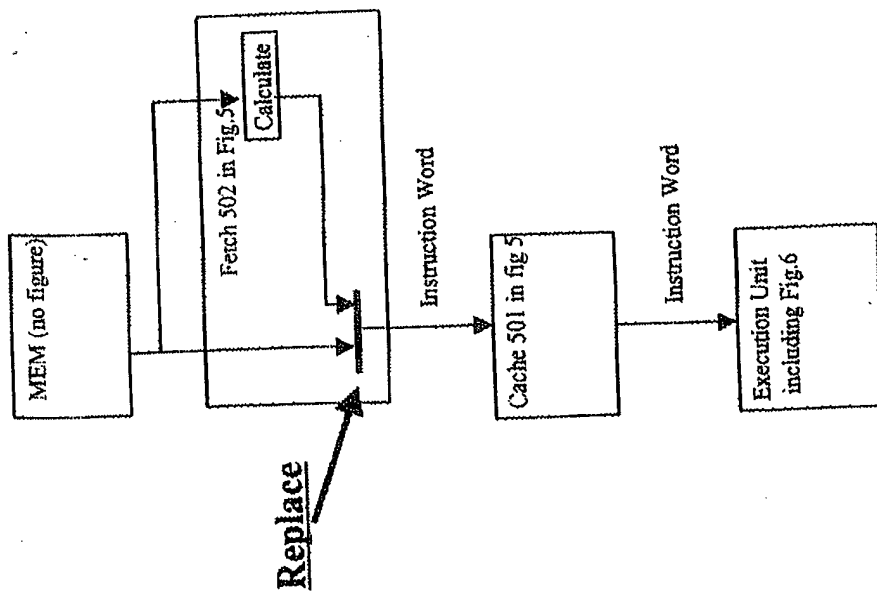 MEM (no figure)
Fetch 502 in Fig.5
Calculate
Replace
Instruction Word
Cache 501 in fig 5
Instruction Word
Execution Unit
including Fig.6